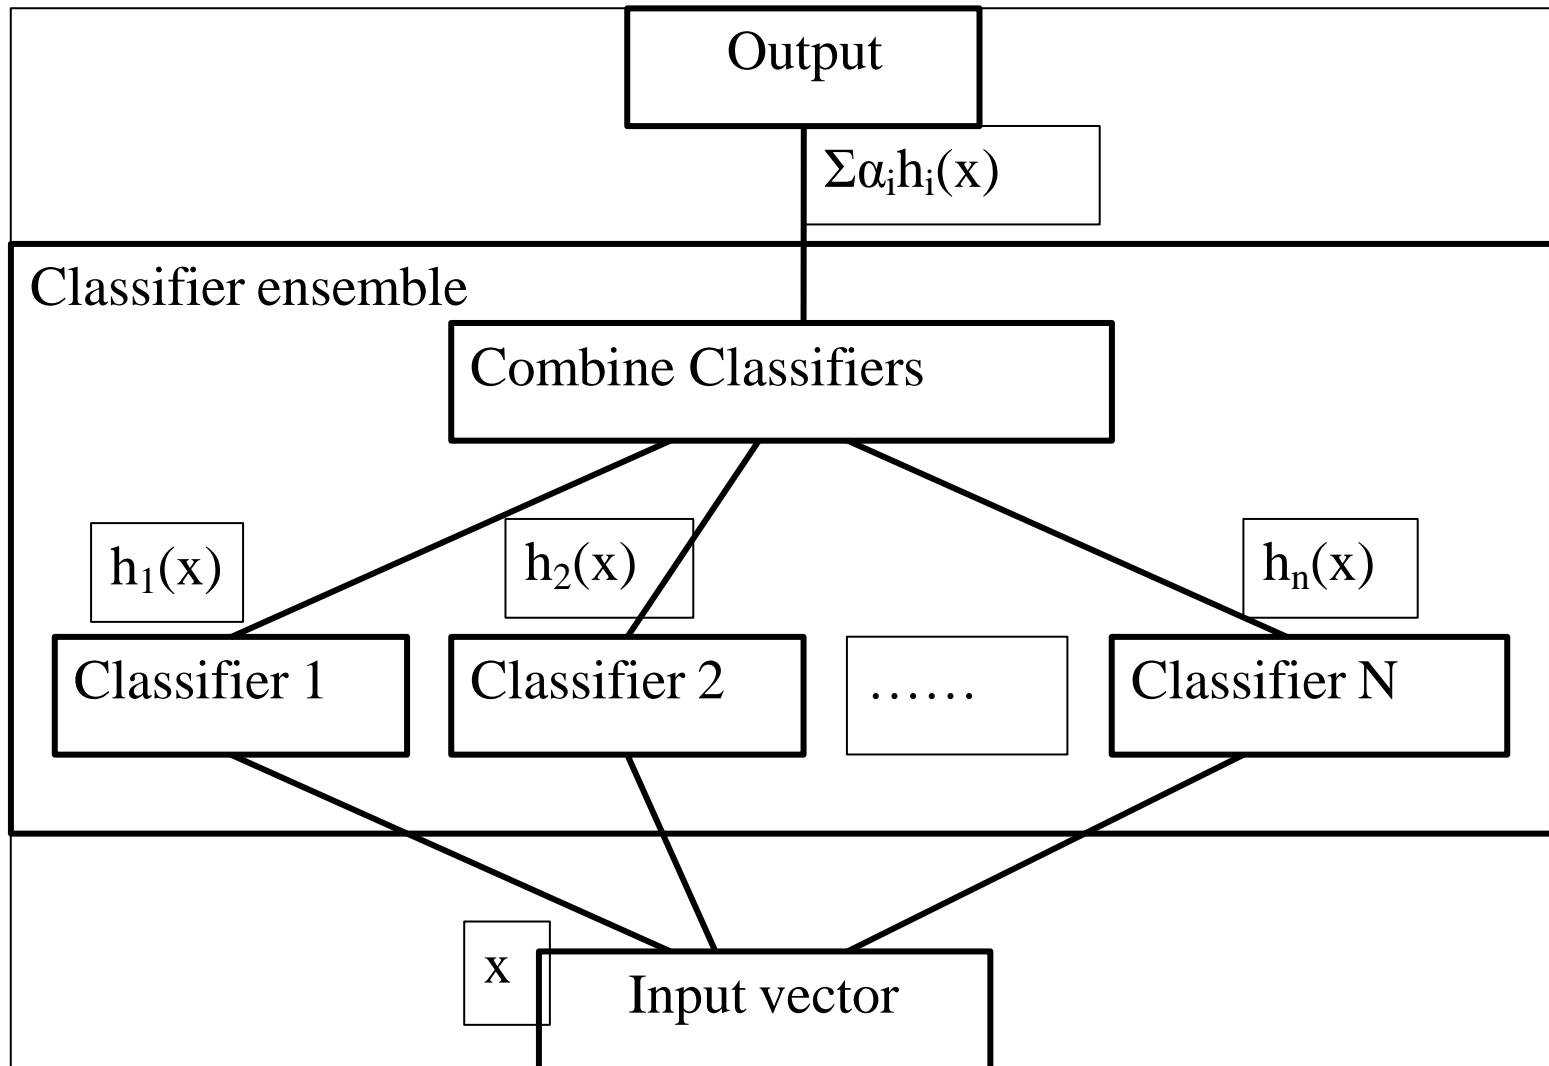 Output
Σαᵢhᵢ(x)
Classifier ensemble
Combine Classifiers
h₁(x)
h₂(x)
hₙ(x)
Classifier 1
Classifier 2
……
Classifier N
x
Input vector